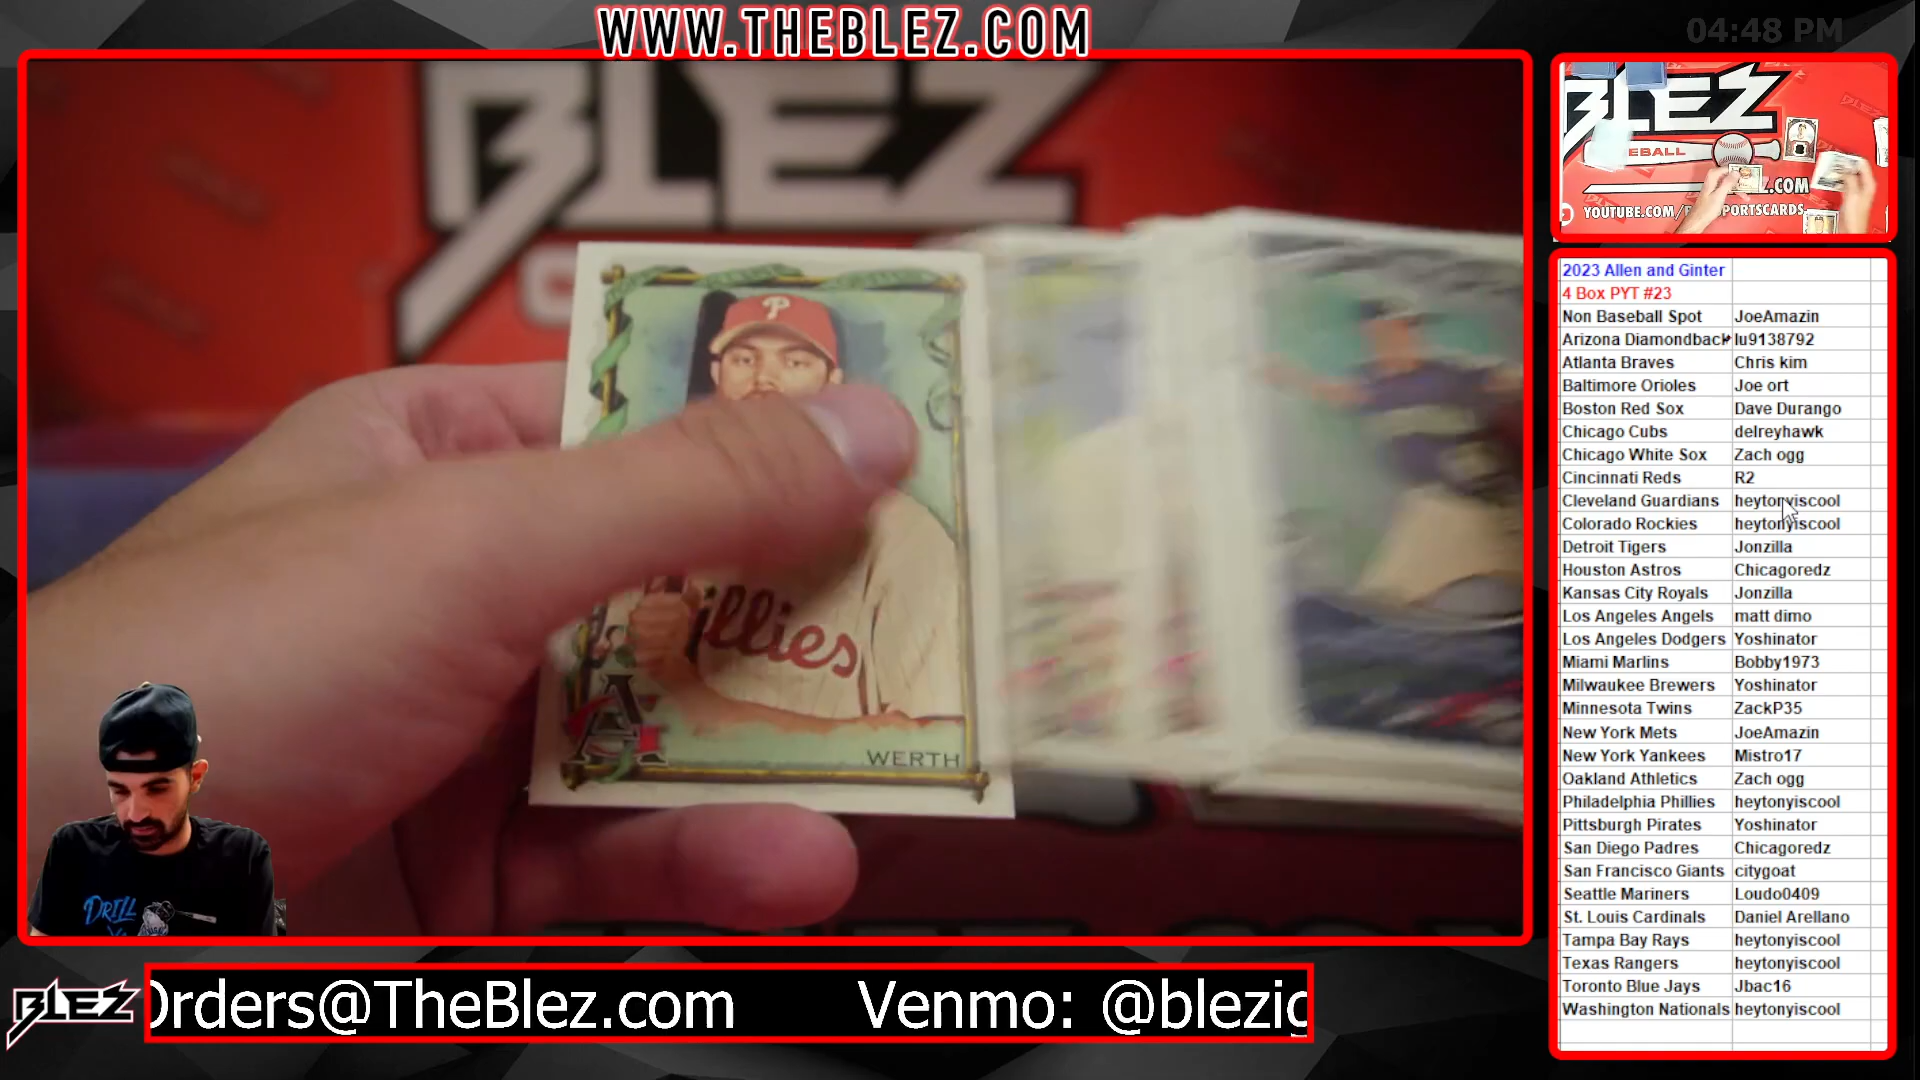 WWW.THEBLEZ.COM
04:48 PM
BLEZ
WERTH
illies
P
BLEZ
EBALL
Z.COM
YOUTUBE.COM/
PORTSCARDS
DRILL
2023 Allen and Ginter
4 Box PYT #23
Non Baseball Spot JoeAmazin
Arizona Diamondback lu9138792
Atlanta Braves Chris kim
Baltimore Orioles Joe ort
Boston Red Sox Dave Durango
Chicago Cubs delreyhawk
Chicago White Sox Zach ogg
Cincinnati Reds R2
Cleveland Guardians heytonyiscool
Colorado Rockies heytonyiscool
Detroit Tigers Jonzilla
Houston Astros Chicagoredz
Kansas City Royals Jonzilla
Los Angeles Angels matt dimo
Los Angeles Dodgers Yoshinator
Miami Marlins Bobby1973
Milwaukee Brewers Yoshinator
Minnesota Twins ZackP35
New York Mets JoeAmazin
New York Yankees Mistro17
Oakland Athletics Zach ogg
Philadelphia Phillies heytonyiscool
Pittsburgh Pirates Yoshinator
San Diego Padres Chicagoredz
San Francisco Giants citygoat
Seattle Mariners Loudo0409
St. Louis Cardinals Daniel Arellano
Tampa Bay Rays heytonyiscool
Texas Rangers heytonyiscool
Toronto Blue Jays Jbac16
Washington Nationals heytonyiscool
BLEZ
Orders@TheBlez.com Venmo: @blezic